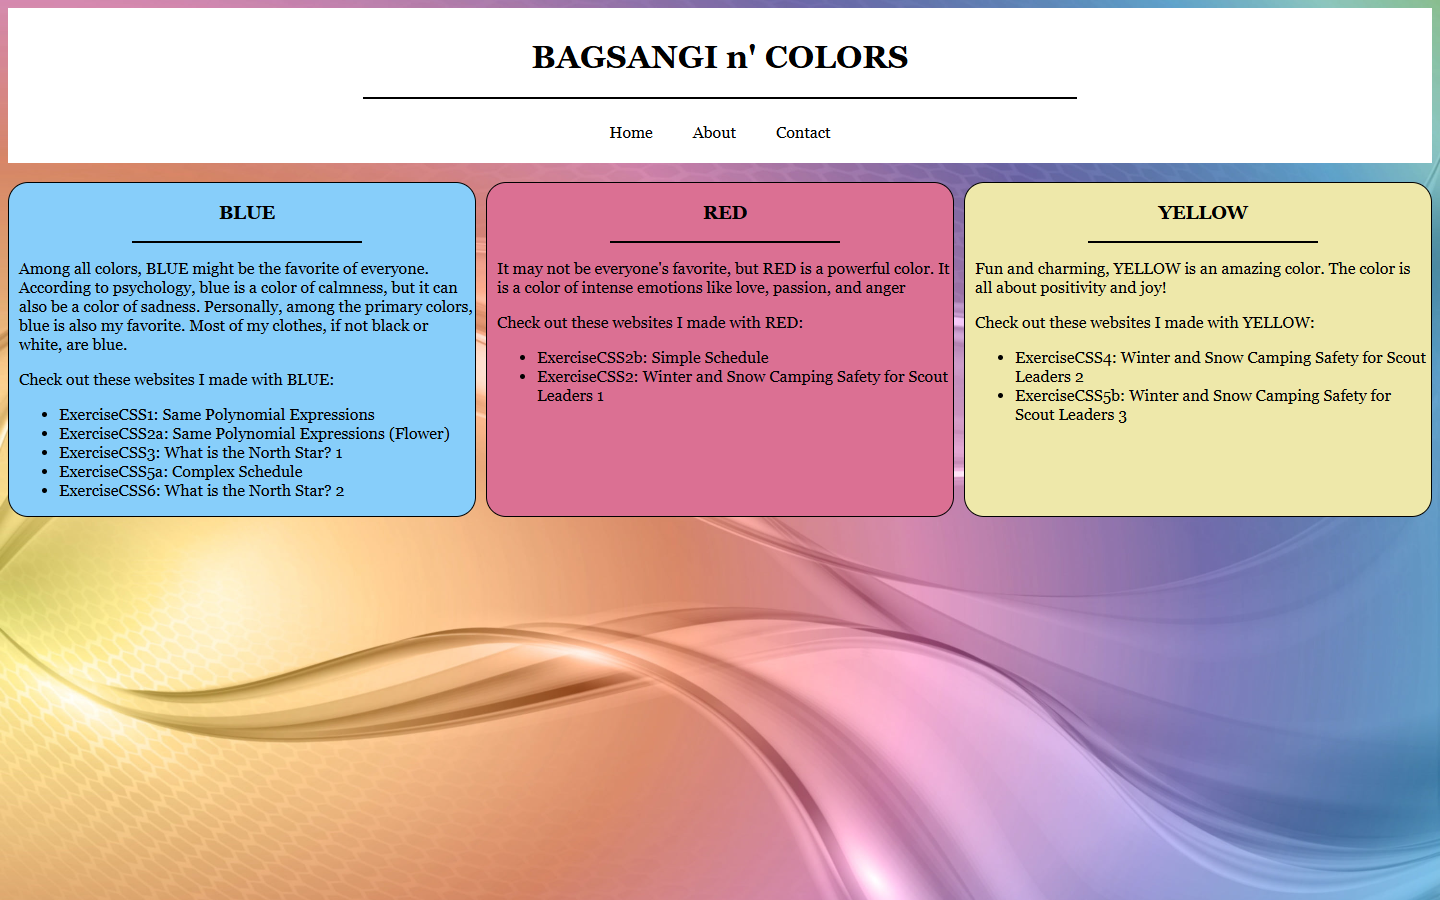 BAGSANGI n' COLORS
Home About Contact
BLUE
Among all colors, BLUE might be the favorite of everyone.
According to psychology, blue is a color of calmness, but it can
also be a color of sadness. Personally, among the primary colors,
blue is also my favorite. Most of my clothes, if not black or
white, are blue.
Check out these websites I made with BLUE:
• ExerciseCSS1: Same Polynomial Expressions
• ExerciseCSS2a: Same Polynomial Expressions (Flower)
• ExerciseCSS3: What is the North Star? 1
• ExerciseCSS5a: Complex Schedule
• ExerciseCSS6: What is the North Star? 2
RED
It may not be everyone's favorite, but RED is a powerful color. It
is a color of intense emotions like love, passion, and anger
Check out these websites I made with RED:
• ExerciseCSS2b: Simple Schedule
• ExerciseCSS2: Winter and Snow Camping Safety for Scout
Leaders 1
YELLOW
Fun and charming, YELLOW is an amazing color. The color is
all about positivity and joy!
Check out these websites I made with YELLOW:
• ExerciseCSS4: Winter and Snow Camping Safety for Scout
Leaders 2
• ExerciseCSS5b: Winter and Snow Camping Safety for
Scout Leaders 3